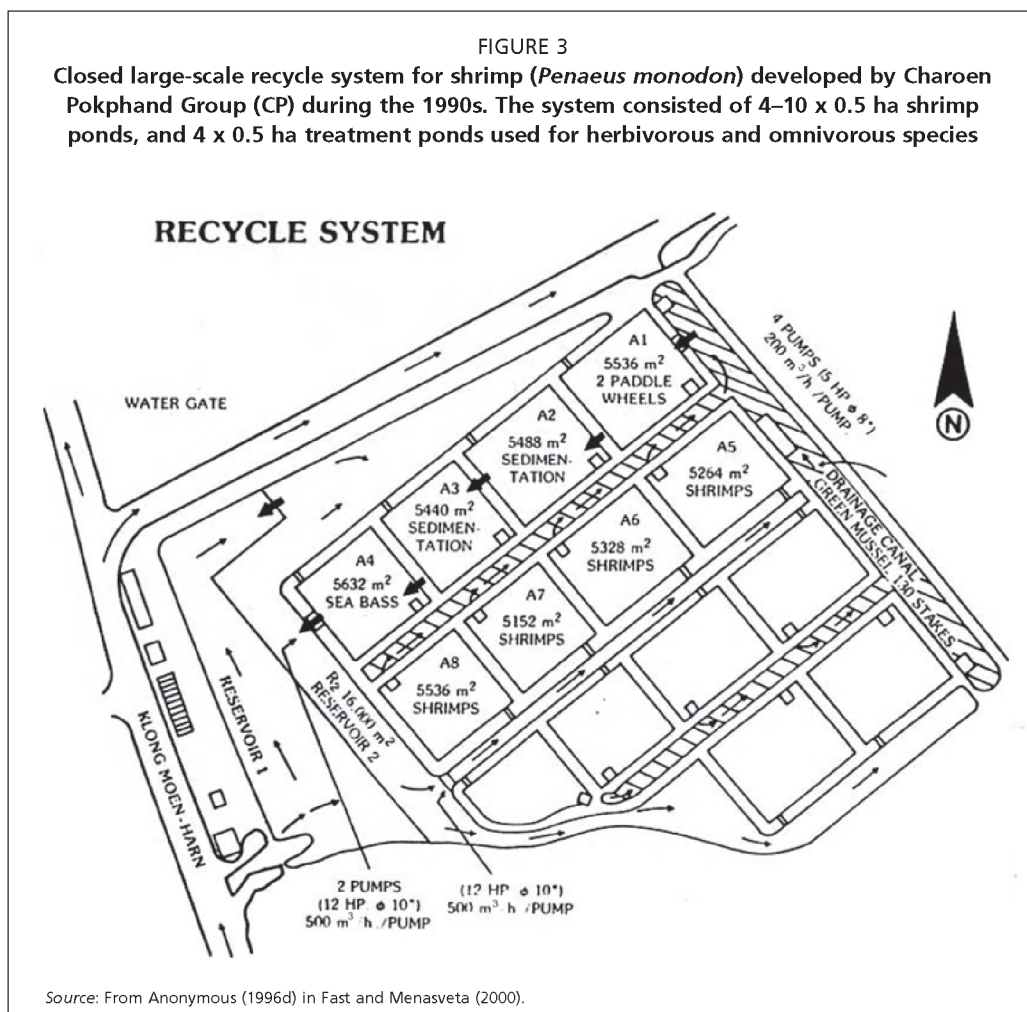 FIGURE 3
Closed large-scale recycle system for shrimp (Penaeus monodon) developed by Charoen
Pokphand Group (CP) during the 1990s. The system consisted of 4–10 x 0.5 ha shrimp
ponds, and 4 x 0.5 ha treatment ponds used for herbivorous and omnivorous species
RECYCLE SYSTEM
WATER GATE
A1
5536 m²
2 PADDLE
WHEELS
4 PUMPS (5 HP ɸ 8")
200 m³/h /PUMP.
N
A2
5488 m²
SEDIMEN-
TATION
A5
5264 m²
SHRIMPS
A3
5440 m²
SEDIMEN-
TATION
A6
5328 m²
SHRIMPS
DRAINAGE CANAL
GREEN MUSSEL 130 STAKES
A4
5632 m²
SEA BASS
A7
5152 m²
SHRIMPS
A8
5536 m²
SHRIMPS
R2 16,000 m²
RESERVOIR 2
RESERVOIR 1
KLONG MOEN-HARN
2 PUMPS
(12 HP. ɸ 10")
500 m³/h./PUMP
(12 HP. ɸ 10")
500 m³/h /PUMP
Source: From Anonymous (1996d) in Fast and Menasveta (2000).